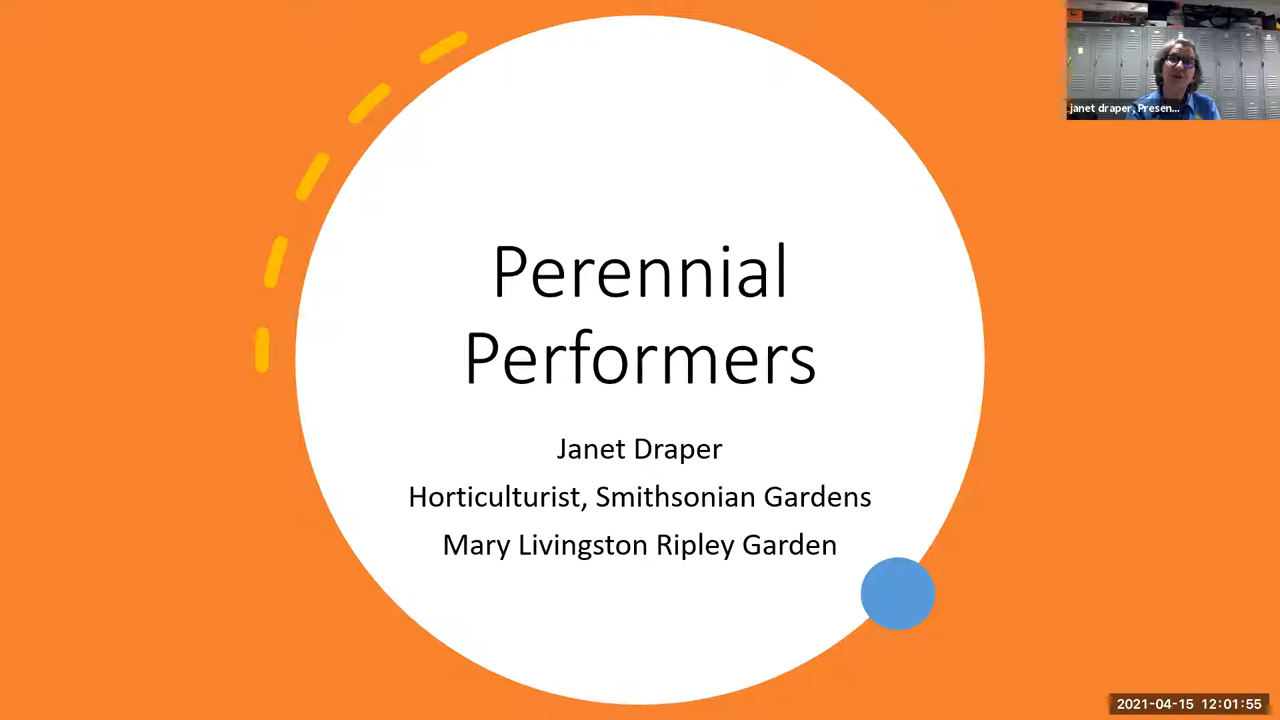 janet draper, Presen...
Perennial
Performers
Janet Draper
Horticulturist, Smithsonian Gardens
Mary Livingston Ripley Garden
2021-04-15 12:01:55